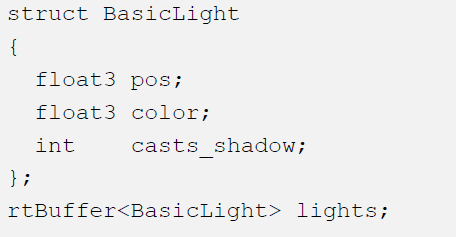 struct BasicLight
{
  float3 pos;
  float3 color;
  int    casts_shadow;
};
rtBuffer<BasicLight> lights;